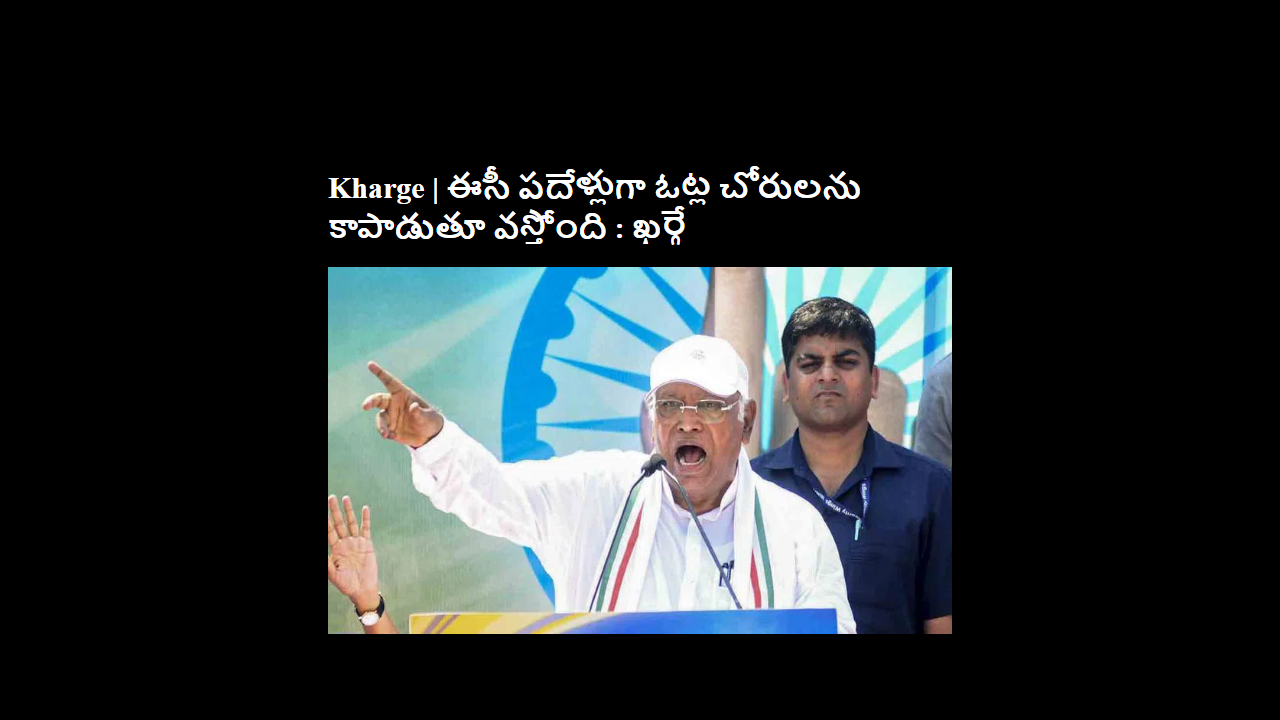 Kharge | ఈసీ పదేళ్లుగా ఓట్ల చోరులను
కాపాడుతూ వస్తోంది : ఖర్గే